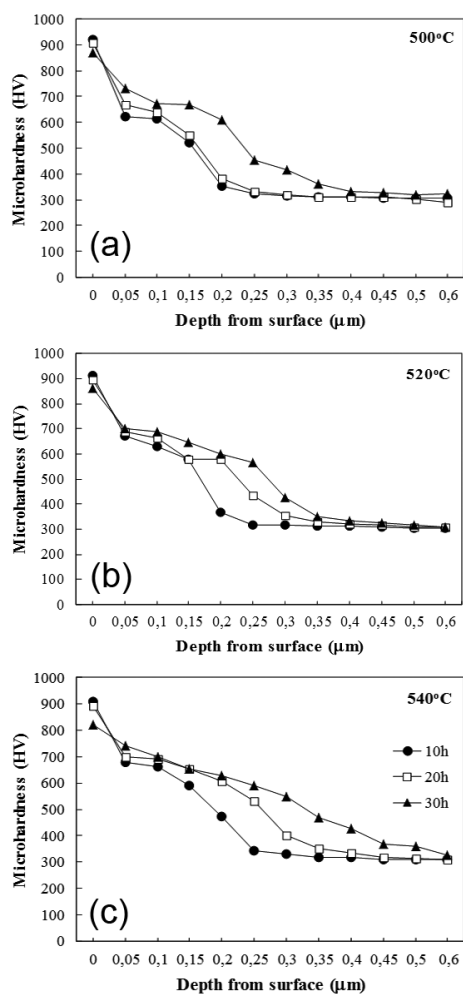 1000
500°C
900
800
700
600
500
400
300
200
100
0
Microhardness (HV)
(a)
0 0,05 0,1 0,15 0,2 0,25 0,3 0,35 0,4 0,45 0,5 0,55 0,6
Depth from surface (µm)
1000
520°C
900
800
700
600
500
400
300
200
100
0
Microhardness (HV)
(b)
0 0,05 0,1 0,15 0,2 0,25 0,3 0,35 0,4 0,45 0,5 0,6
Depth from surface (µm)
1000
540°C
900
800
700
600
500
400
300
200
100
0
Microhardness (HV)
10h
20h
30h
(c)
0 0,05 0,1 0,15 0,2 0,25 0,3 0,35 0,4 0,45 0,5 0,6
Depth from surface (µm)